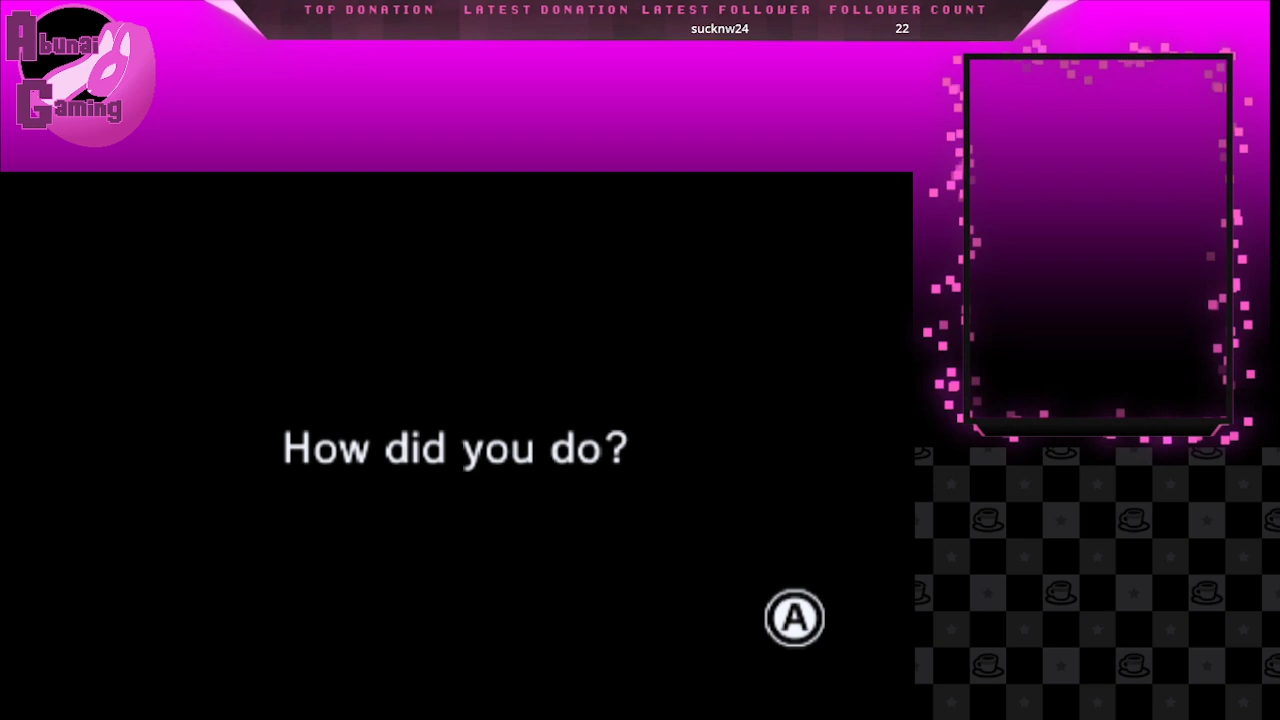 TOP DONATION LATEST DONATION LATEST FOLLOWER FOLLOWER COUNT
sucknw24 22
Abunai
Gaming
How did you do?
A